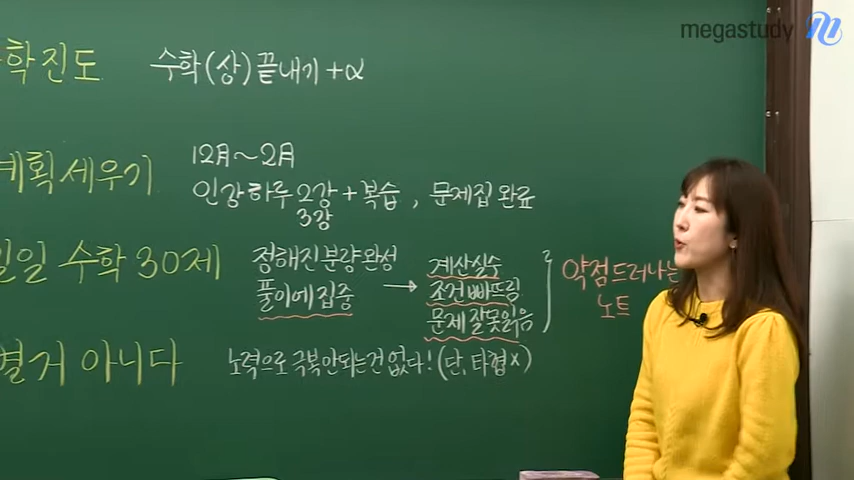 megastudy
학진도 수학(상) 끝내기 +α
계획 세우기 12月~2月
인강 하루 2강 + 복습, 문제집 완료
3강
일일 수학 30제 정해진 분량 완성
풀이에 집중 → 계산실수
조건 빠뜨림
문제 잘못읽음
약점드러나는
노트
별거 아니다 노력으로 극복안되는건 없다! (단, 타협×)